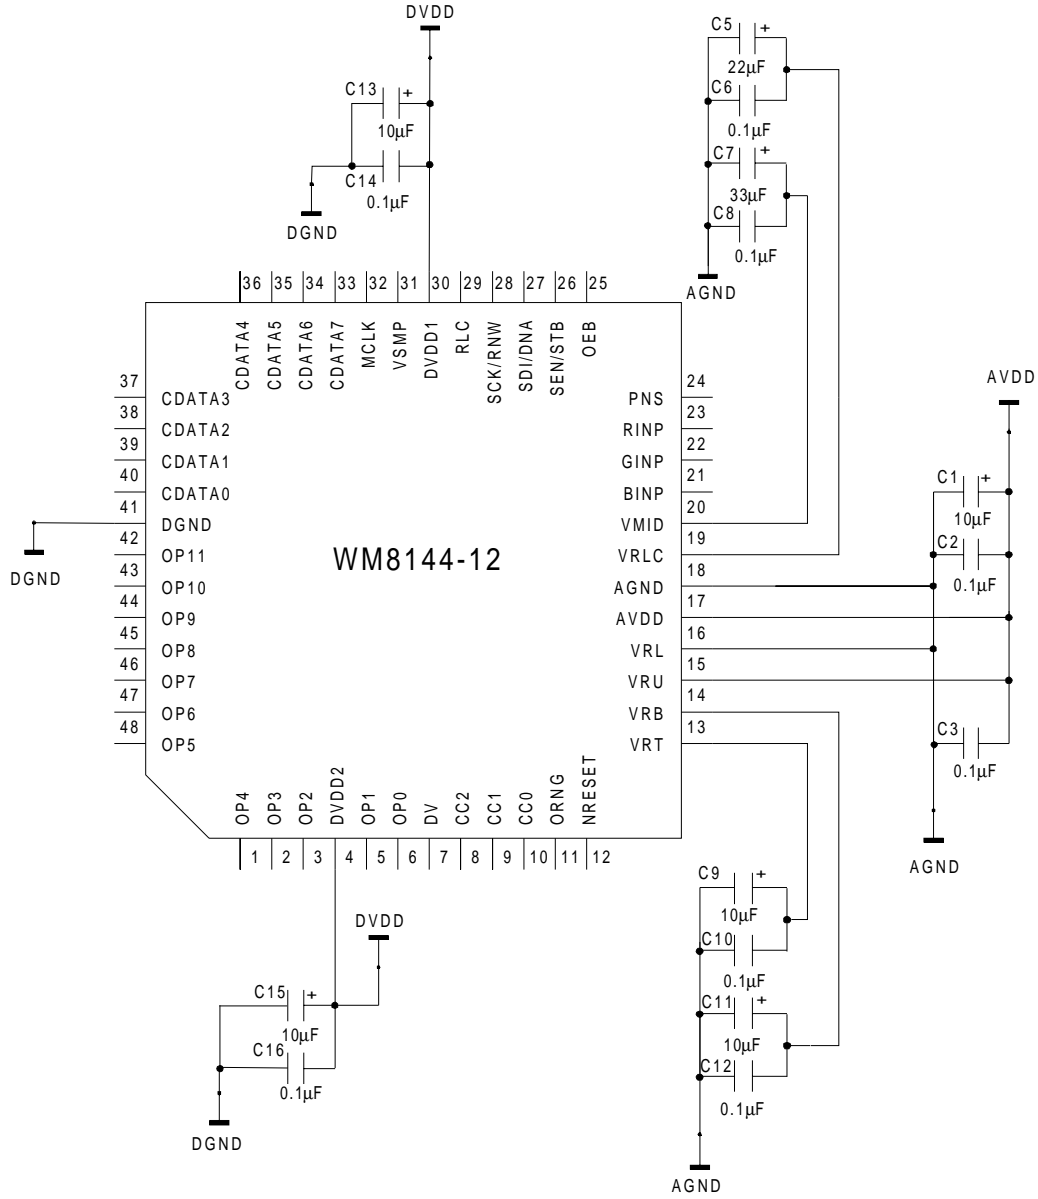 DVDD
C13 +
10µF
C14
0.1µF
DGND
C5 +
22µF
C6
0.1µF
C7 +
33µF
C8
0.1µF
AGND
36 35 34 33 32 31 30 29 28 27 26 25
CDATA4 CDATA5 CDATA6 CDATA7 MCLK VSMP DVDD1 RLC SCK/RNW SDI/DNA SEN/STB OEB
37 CDATA3
38 CDATA2
39 CDATA1
40 CDATA0
41 DGND
42 OP11
43 OP10
44 OP9
45 OP8
46 OP7
47 OP6
48 OP5
DGND
WM8144-12
PNS 24
RINP 23
GINP 22
BINP 21
VMID 20
VRLC 19
AGND 18
AVDD 17
VRL 16
VRU 15
VRB 14
VRT 13
AVDD
C1 +
10µF
C2
0.1µF
C3
0.1µF
AGND
OP4 OP3 OP2 DVDD2 OP1 OP0 DV CC2 CC1 CC0 ORNG NRESET
1 2 3 4 5 6 7 8 9 10 11 12
DVDD
C15 +
10µF
C16
0.1µF
DGND
C9 +
10µF
C10
0.1µF
C11 +
10µF
C12
0.1µF
AGND